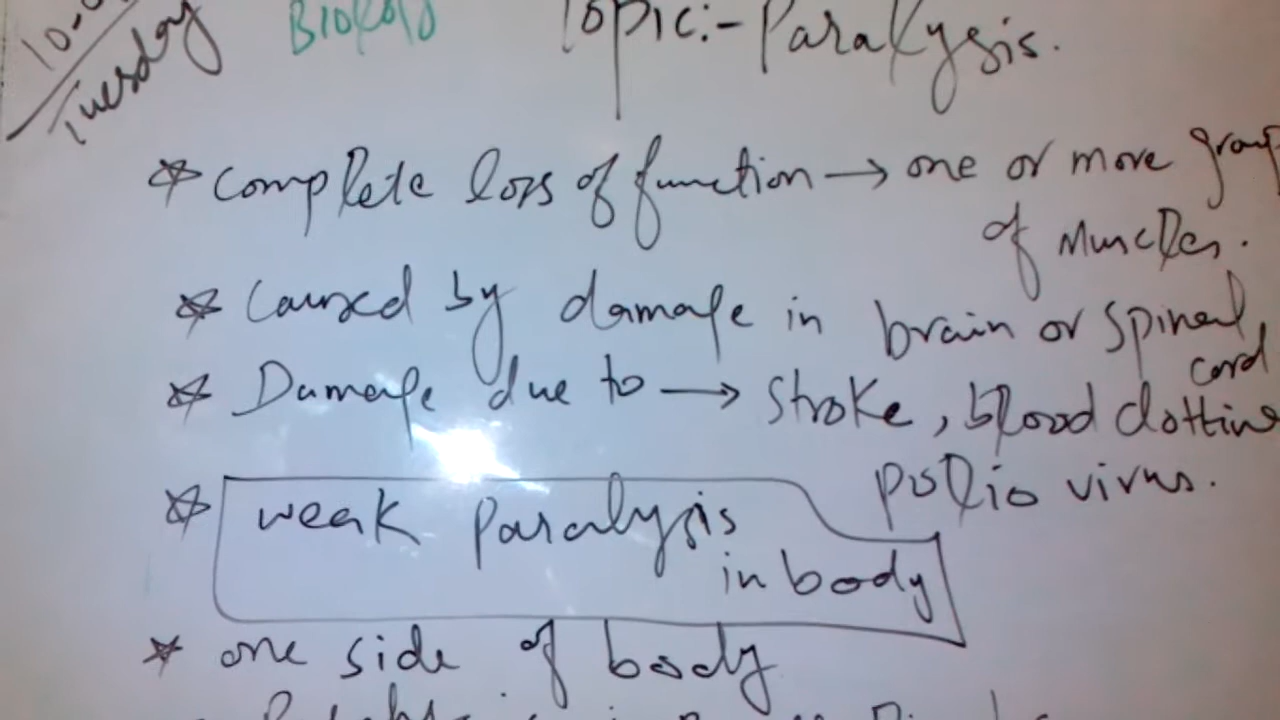 Tuesday
Topic:- Paralysis.
* Complete loss of function → one or more group
of Muscles.
* Caused by damage in brain or spinal
cord
* Damage due to → Stroke, blood clotting
polio virus.
* weak paralysis
in body
* one side of body